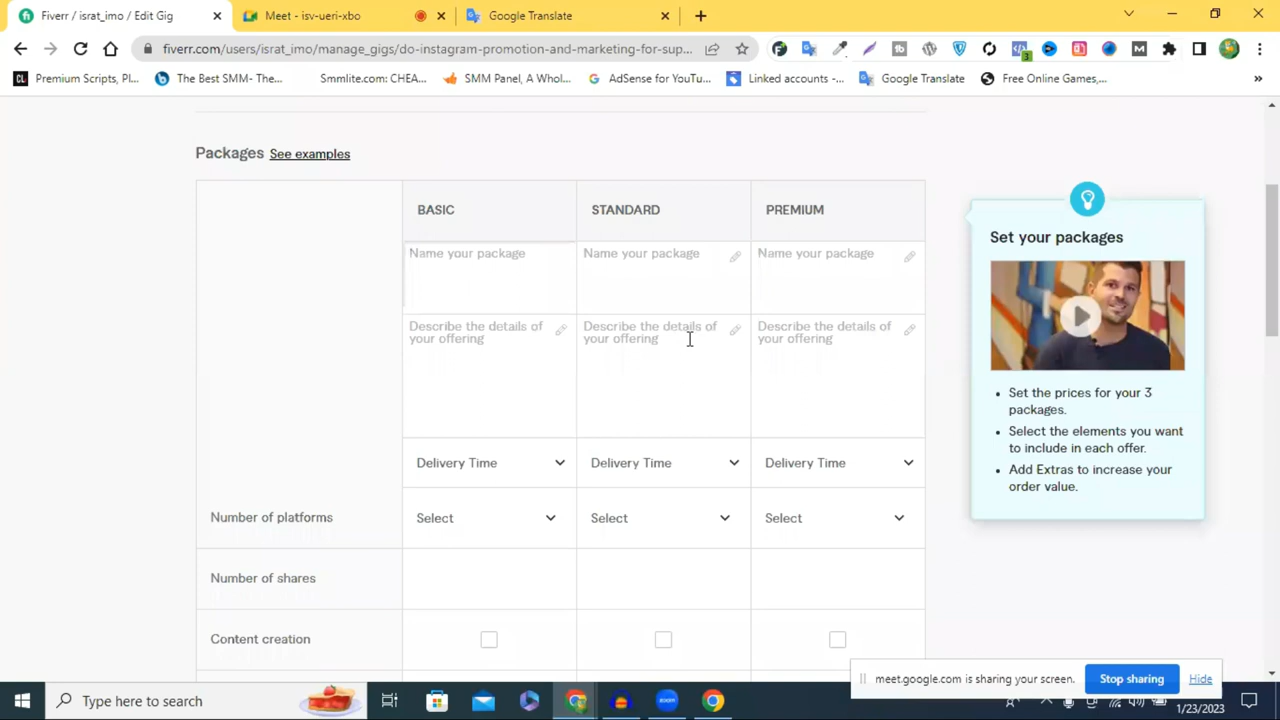 Fiverr / israt_imo / Edit Gig
Meet - isv-ueri-xbo
Google Translate
fiverr.com/users/israt_imo/manage_gigs/do-instagram-promotion-and-marketing-for-sup...
Premium Scripts, Pl...
The Best SMM- The...
Smmlite.com: CHEA...
SMM Panel, A Whol...
AdSense for YouTu...
Linked accounts -...
Google Translate
Free Online Games,...
Packages See examples
BASIC
STANDARD
PREMIUM
Name your package
Name your package
Name your package
Describe the details of
your offering
Describe the details of
your offering
Describe the details of
your offering
Delivery Time
Delivery Time
Delivery Time
Number of platforms
Select
Select
Select
Number of shares
Content creation
Set your packages
Set the prices for your 3
packages.
Select the elements you want
to include in each offer.
Add Extras to increase your
order value.
meet.google.com is sharing your screen.
Stop sharing
Hide
Type here to search
zoom
1/23/2023